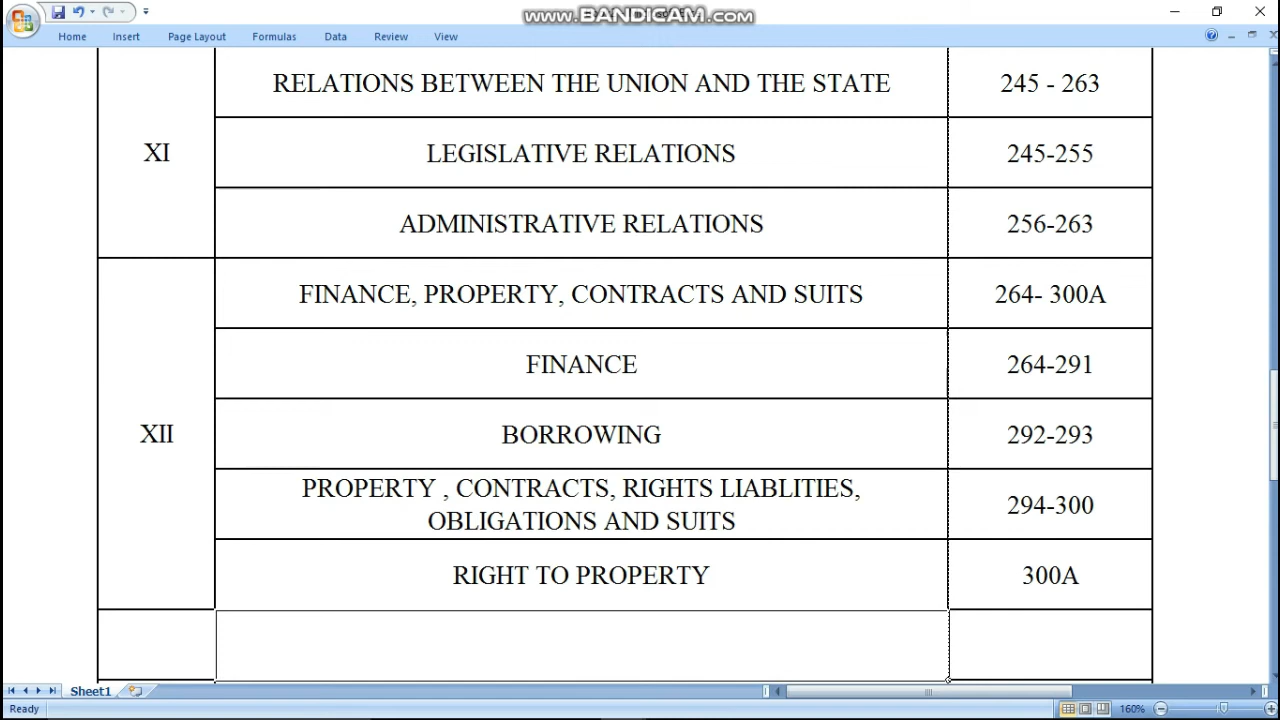 www.BANDICAM.com
Home Insert Page Layout Formulas Data Review View
RELATIONS BETWEEN THE UNION AND THE STATE 245 - 263
XI LEGISLATIVE RELATIONS 245-255
ADMINISTRATIVE RELATIONS 256-263
FINANCE, PROPERTY, CONTRACTS AND SUITS 264- 300A
FINANCE 264-291
XII BORROWING 292-293
PROPERTY , CONTRACTS, RIGHTS LIABLITIES,
OBLIGATIONS AND SUITS 294-300
RIGHT TO PROPERTY 300A
Sheet1
Ready 160%